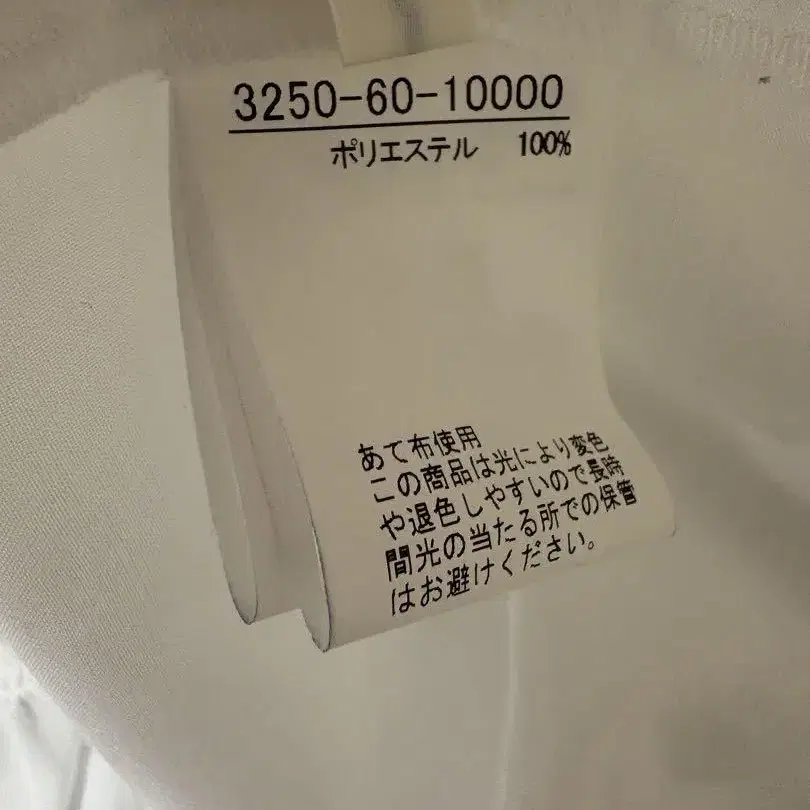 3250-60-10000
ポリエステル 100%
あて布使用
この商品は光により変色
や退色しやすいので長時
間光の当たる所での保管
はお避けください。